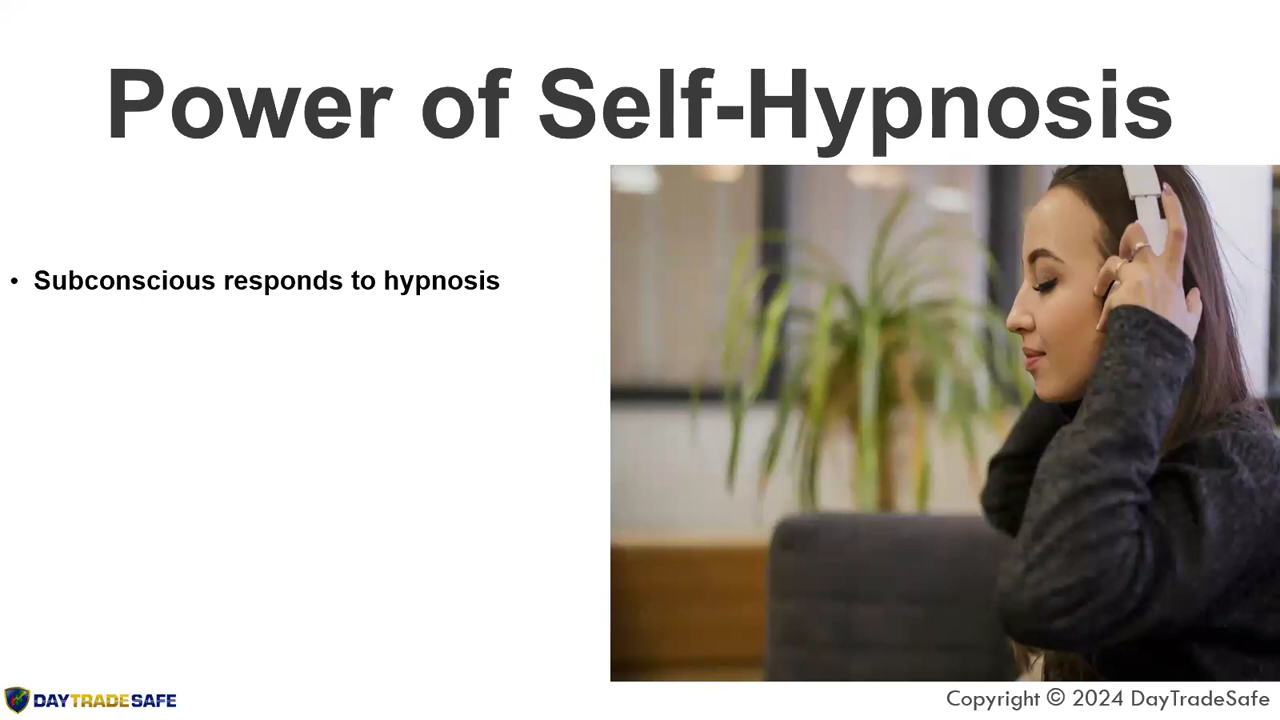 Power of Self-Hypnosis
• Subconscious responds to hypnosis
DAYTRADESAFE
Copyright © 2024 DayTradeSafe